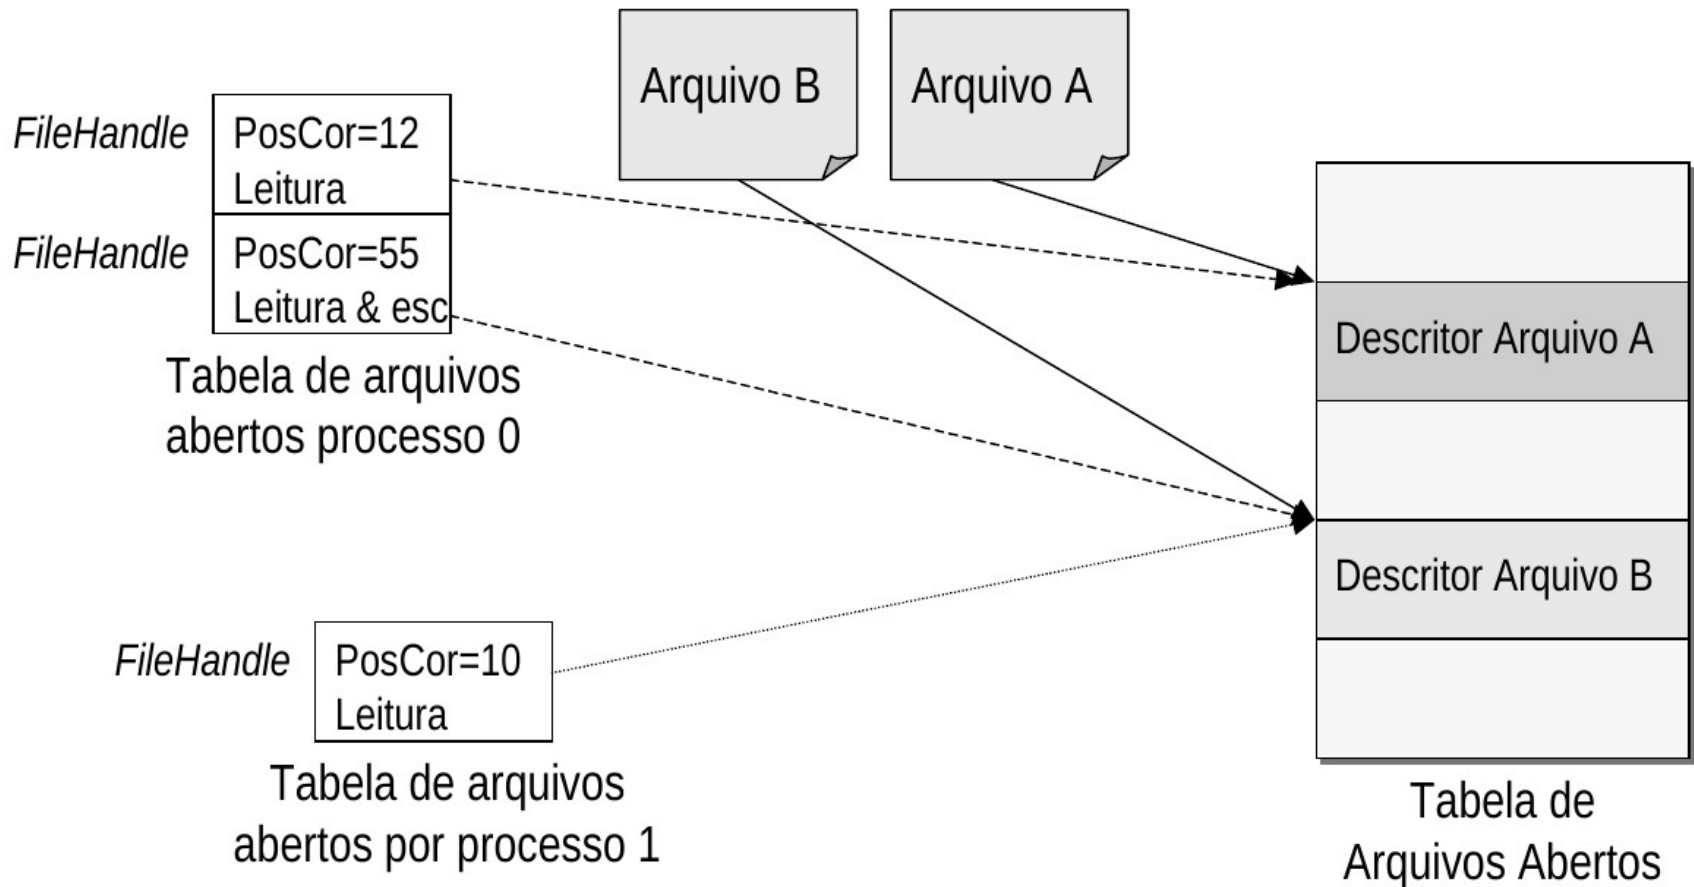 Arquivo B
Arquivo A
FileHandle
PosCor=12
Leitura
FileHandle
PosCor=55
Leitura & esc
Tabela de arquivos
abertos processo 0
Descritor Arquivo A
Descritor Arquivo B
FileHandle
PosCor=10
Leitura
Tabela de arquivos
abertos por processo 1
Tabela de
Arquivos Abertos